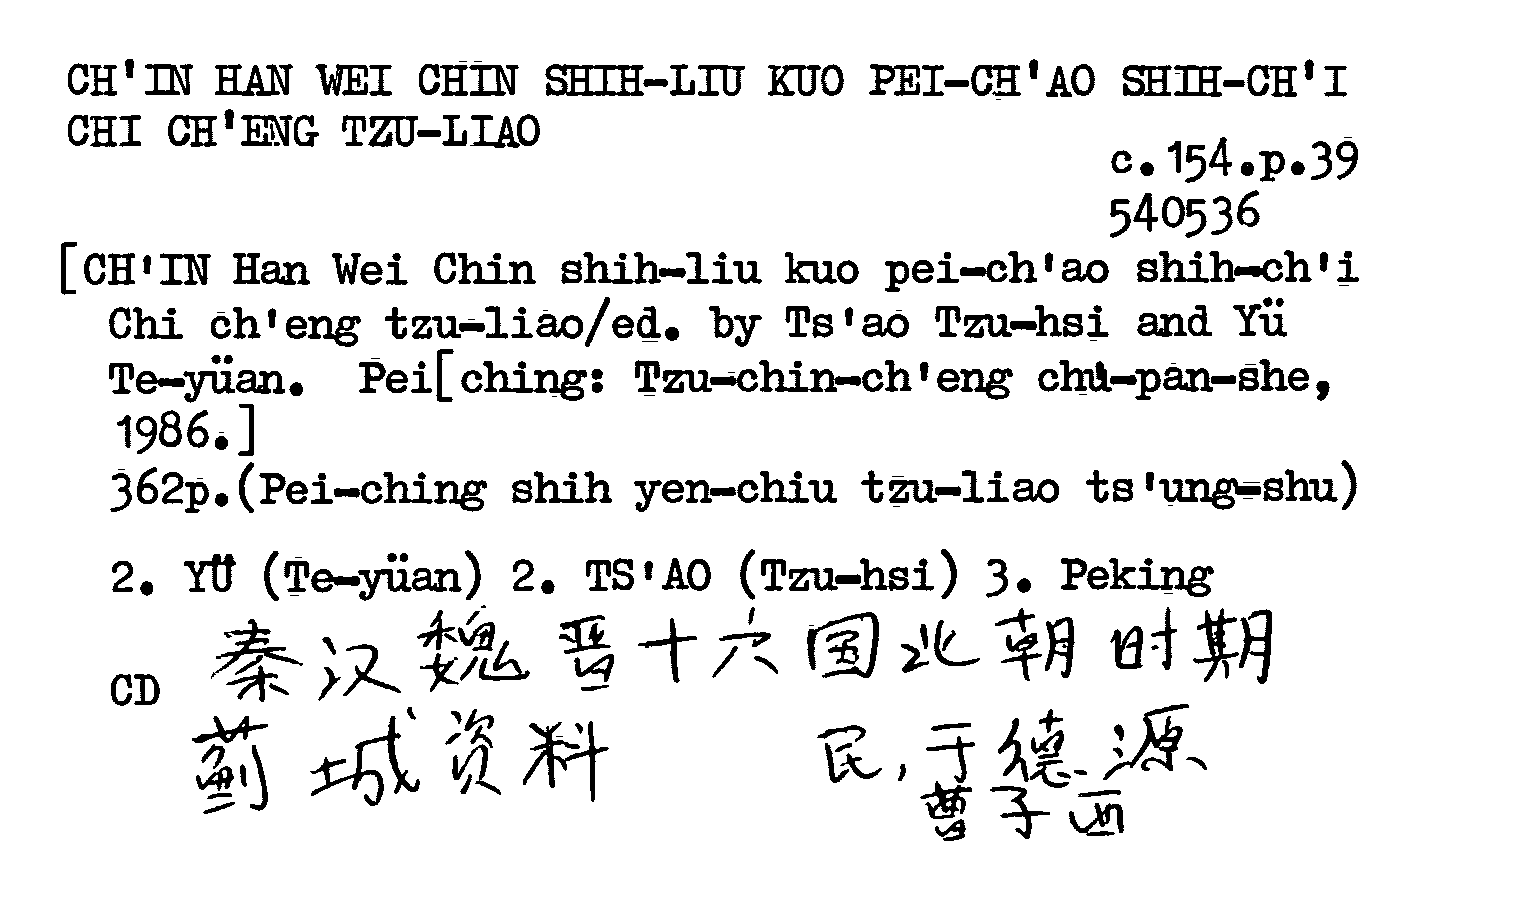 CH'IN HAN WEI CHIN SHIH-LIU KUO PEI-CH'AO SHIH-CH'I
CHI CH'ENG TZU-LIAO
c.154.p.39
540536
[CH'IN Han Wei Chin shih-liu kuo pei-ch'ao shih-ch'i
Chi ch'eng tzu-liao/ed. by Ts'ao Tzu-hsi and Yü
Te-yüan. Pei[ching: Tzu-chin-ch'eng chu-pan-she,
1986.]
362p.(Pei-ching shih yen-chiu tzu-liao ts'ung-shu)
2. YÜ (Te-yüan) 2. TS'AO (Tzu-hsi) 3. Peking
秦汉魏晋十六国北朝时期
CD
蓟城资料 民,于德源
曹子西